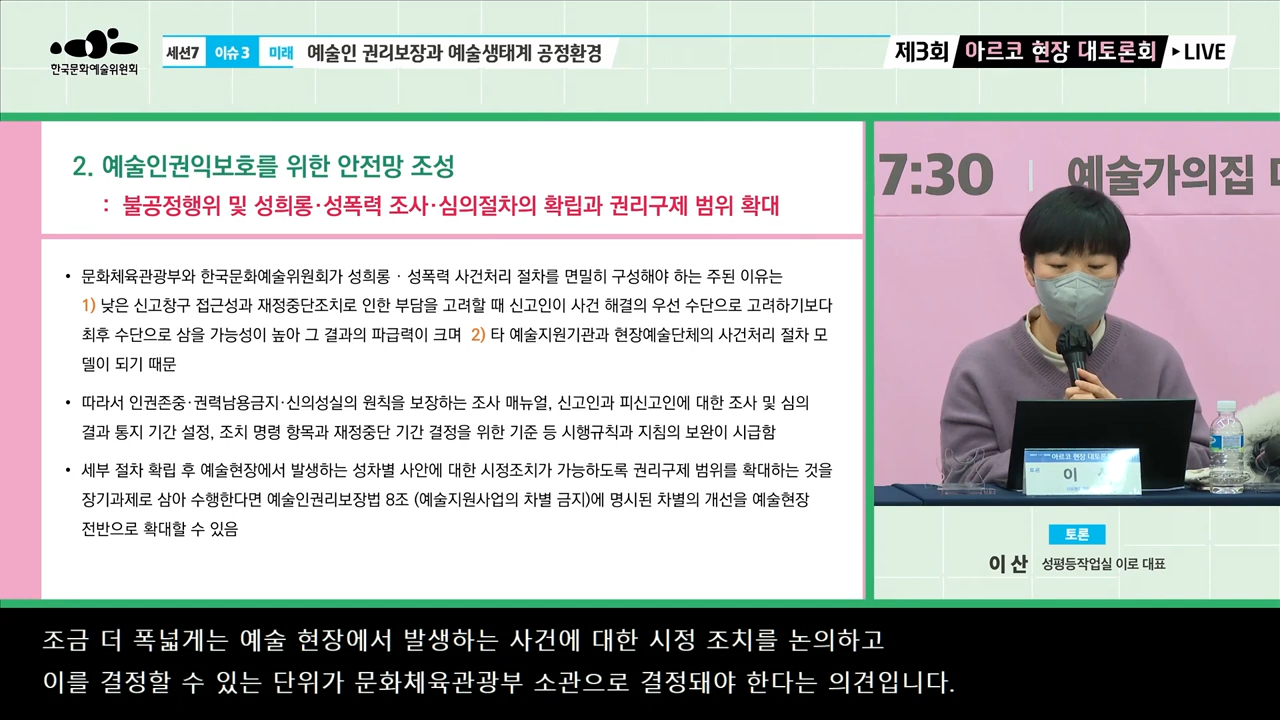 한국문화예술위원회
세션7 이슈 3 미래 예술인 권리보장과 예술생태계 공정환경
제3회 아르코 현장 대토론회 ▸LIVE
2. 예술인권익보호를 위한 안전망 조성
: 불공정행위 및 성희롱·성폭력 조사·심의절차의 확립과 권리구제 범위 확대
• 문화체육관광부와 한국문화예술위원회가 성희롱 · 성폭력 사건처리 절차를 면밀히 구성해야 하는 주된 이유는
1) 낮은 신고창구 접근성과 재정중단조치로 인한 부담을 고려할 때 신고인이 사건 해결의 우선 수단으로 고려하기보다
최후 수단으로 삼을 가능성이 높아 그 결과의 파급력이 크며 2) 타 예술지원기관과 현장예술단체의 사건처리 절차 모
델이 되기 때문
• 따라서 인권존중·권력남용금지·신의성실의 원칙을 보장하는 조사 매뉴얼, 신고인과 피신고인에 대한 조사 및 심의
결과 통지 기간 설정, 조치 명령 항목과 재정중단 기간 결정을 위한 기준 등 시행규칙과 지침의 보완이 시급함
• 세부 절차 확립 후 예술현장에서 발생하는 성차별 사안에 대한 시정조치가 가능하도록 권리구제 범위를 확대하는 것을
장기과제로 삼아 수행한다면 예술인권리보장법 8조 (예술지원사업의 차별 금지)에 명시된 차별의 개선을 예술현장
전반으로 확대할 수 있음
7:30 | 예술가의집
아르코 현장 대토론회
토론
이
토론
이 산 성평등작업실 이로 대표
조금 더 폭넓게는 예술 현장에서 발생하는 사건에 대한 시정 조치를 논의하고
이를 결정할 수 있는 단위가 문화체육관광부 소관으로 결정돼야 한다는 의견입니다.